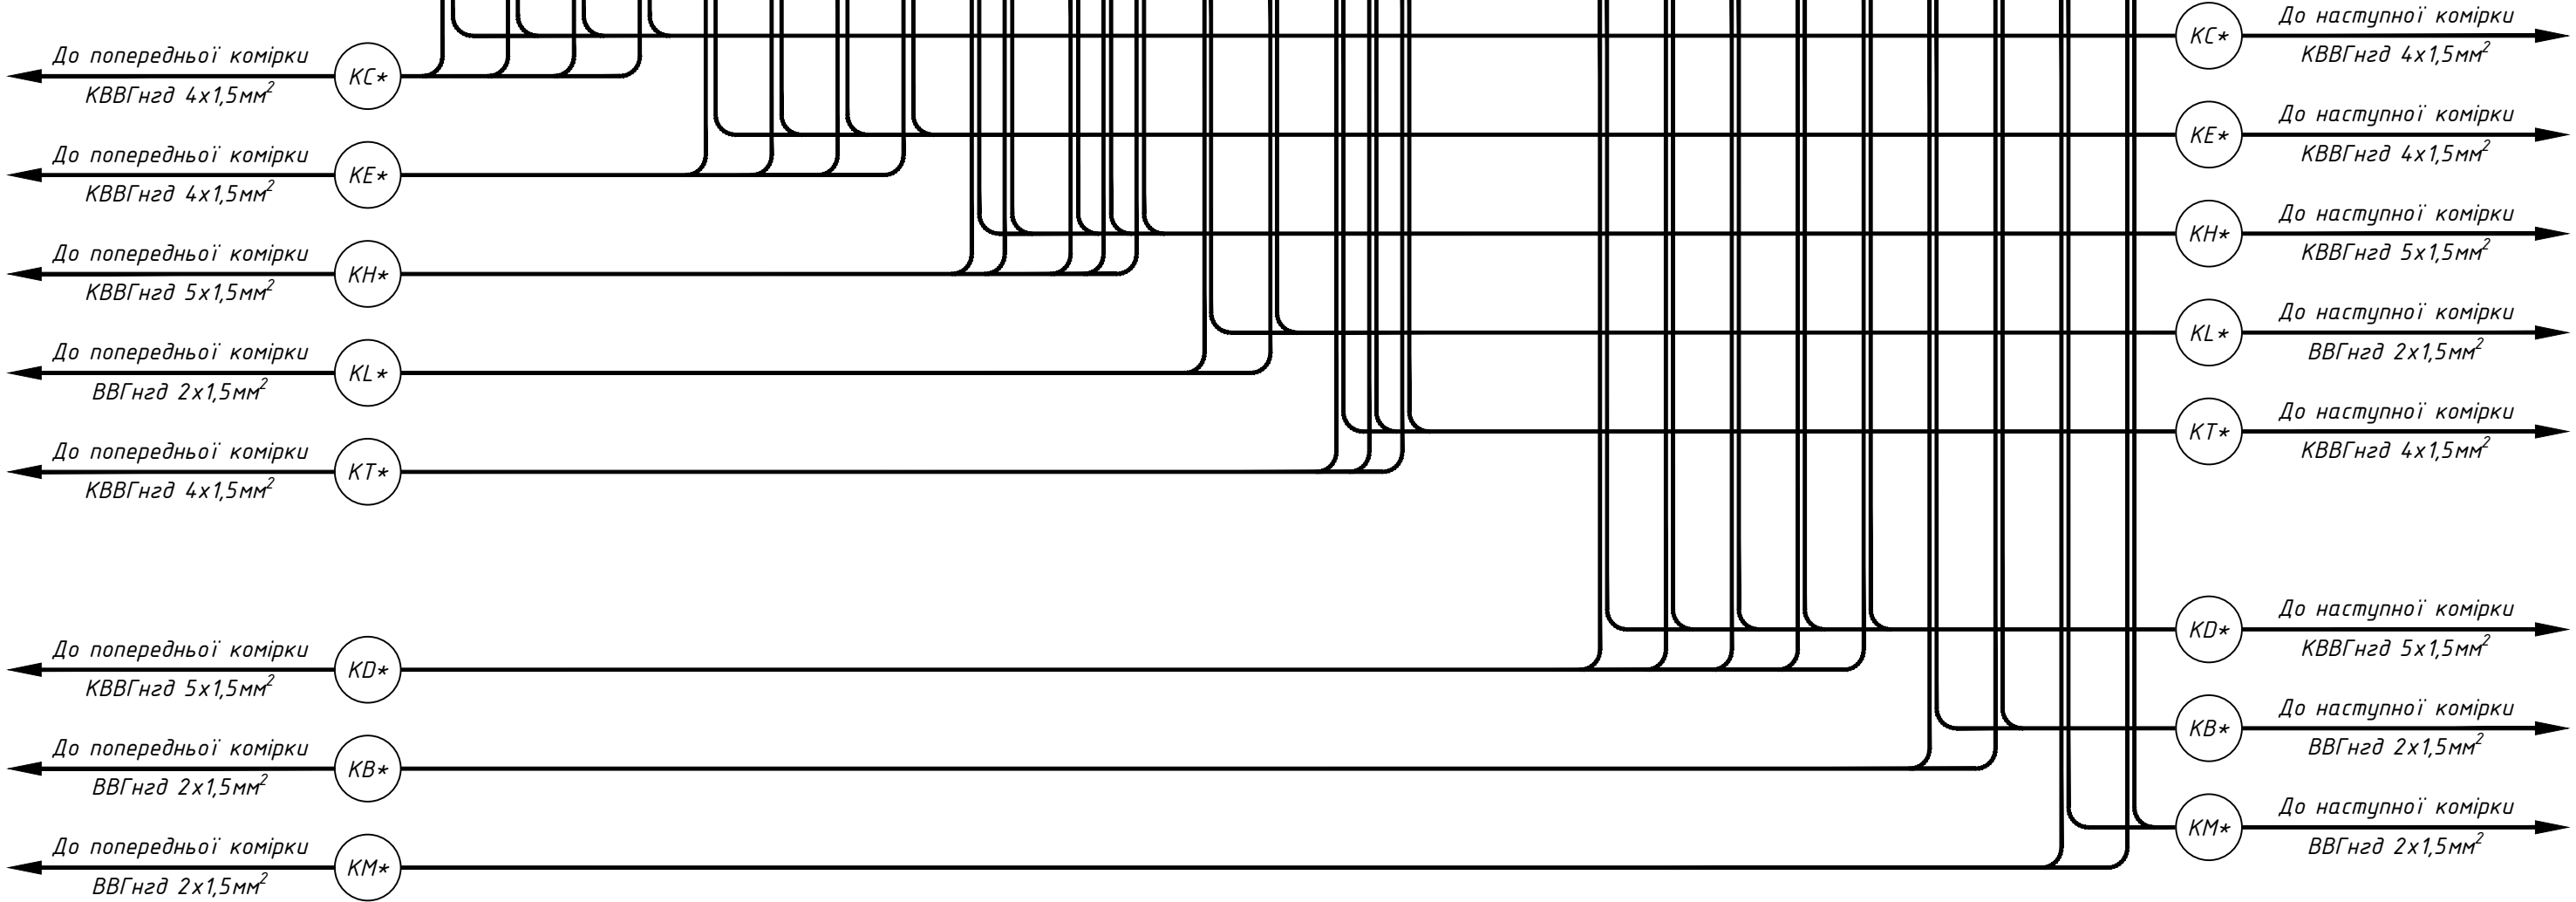 До попередньої комірки
КС*
КВВГнгд 4х1,5мм²
До попередньої комірки
КЕ*
КВВГнгд 4х1,5мм²
До попередньої комірки
КН*
КВВГнгд 5х1,5мм²
До попередньої комірки
KL*
ВВГнгд 2х1,5мм²
До попередньої комірки
КТ*
КВВГнгд 4х1,5мм²
До попередньої комірки
KD*
КВВГнгд 5х1,5мм²
До попередньої комірки
КВ*
ВВГнгд 2х1,5мм²
До попередньої комірки
КМ*
ВВГнгд 2х1,5мм²
До наступної комірки
КС*
КВВГнгд 4х1,5мм²
До наступної комірки
КЕ*
КВВГнгд 4х1,5мм²
До наступної комірки
КН*
КВВГнгд 5х1,5мм²
До наступної комірки
KL*
ВВГнгд 2х1,5мм²
До наступної комірки
КТ*
КВВГнгд 4х1,5мм²
До наступної комірки
KD*
КВВГнгд 5х1,5мм²
До наступної комірки
КВ*
ВВГнгд 2х1,5мм²
До наступної комірки
КМ*
ВВГнгд 2х1,5мм²